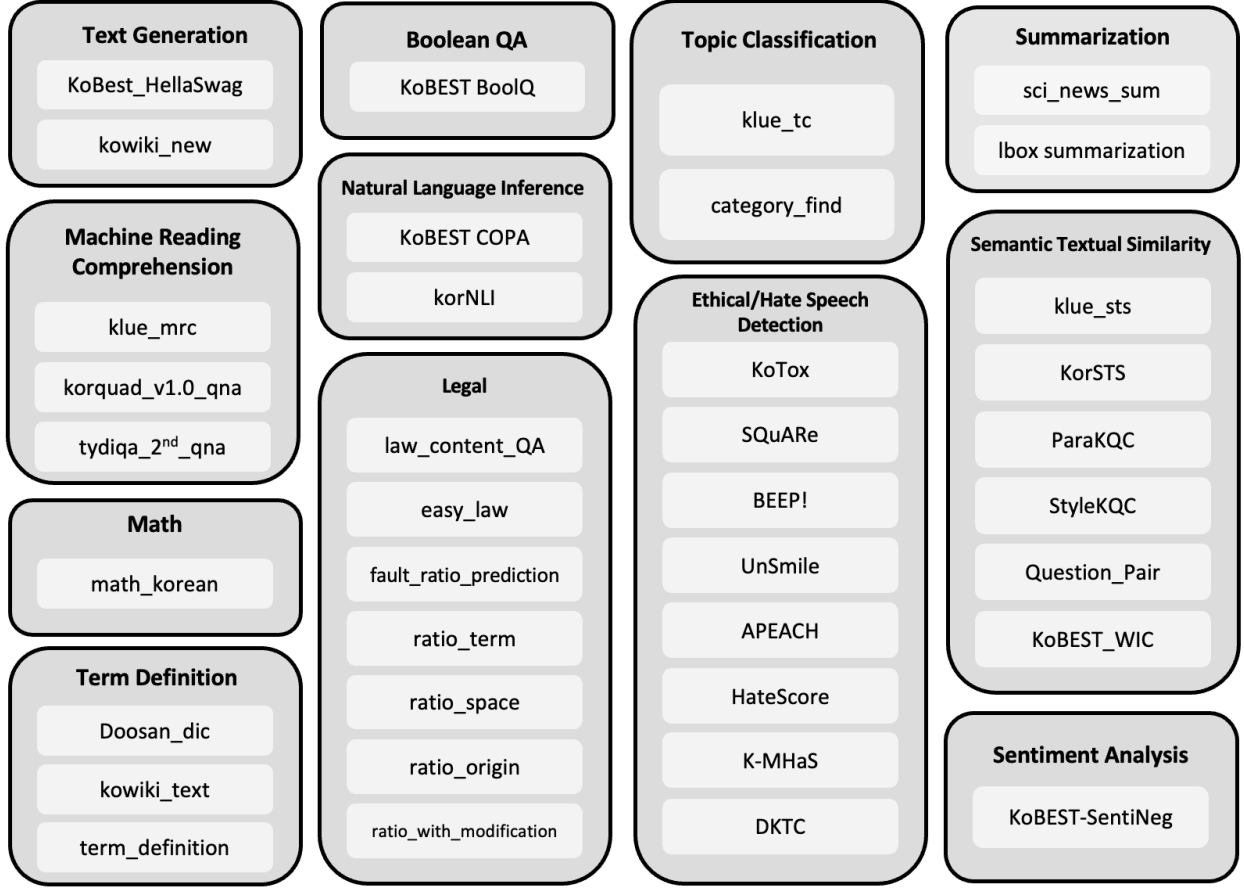 Text Generation
KoBest_HellaSwag
kowiki_new
Machine Reading
Comprehension
klue_mrc
korquad_v1.0_qna
tydiqa_2nd_qna
Math
math_korean
Term Definition
Doosan_dic
kowiki_text
term_definition
Boolean QA
KoBEST BoolQ
Natural Language Inference
KoBEST COPA
korNLI
Legal
law_content_QA
easy_law
fault_ratio_prediction
ratio_term
ratio_space
ratio_origin
ratio_with_modification
Topic Classification
klue_tc
category_find
Ethical/Hate Speech
Detection
KoTox
SQuARe
BEEP!
UnSmile
APEACH
HateScore
K-MHaS
DKTC
Summarization
sci_news_sum
lbox summarization
Semantic Textual Similarity
klue_sts
KorSTS
ParaKQC
StyleKQC
Question_Pair
KoBEST_WIC
Sentiment Analysis
KoBEST-SentiNeg